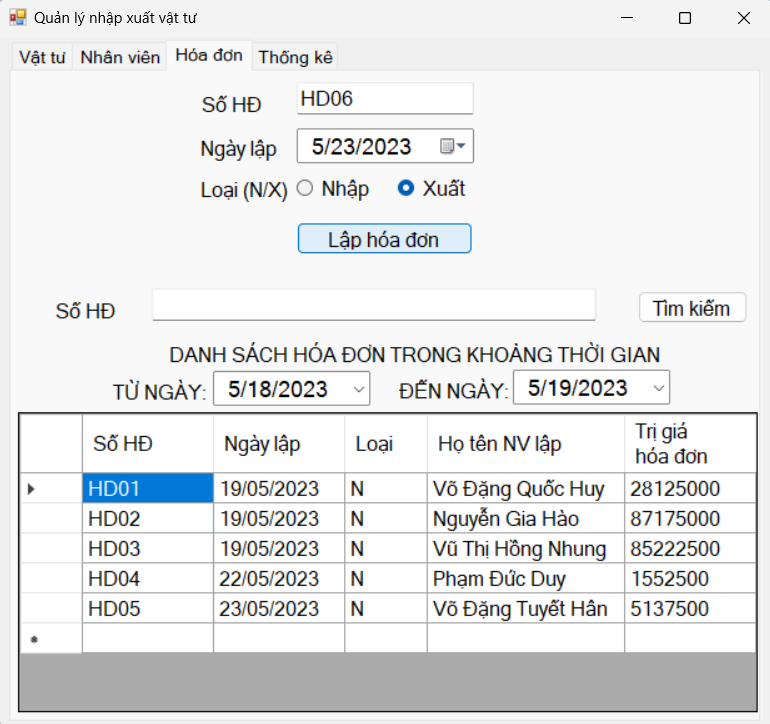 Quản lý nhập xuất vật tư
Vật tư Nhân viên Hóa đơn Thống kê
Số HĐ HD06
Ngày lập 5/23/2023
Loại (N/X) Nhập Xuất
Lập hóa đơn
Số HĐ Tìm kiếm
DANH SÁCH HÓA ĐƠN TRONG KHOẢNG THỜI GIAN
TỪ NGÀY: 5/18/2023 ĐẾN NGÀY: 5/19/2023
Số HĐ Ngày lập Loại Họ tên NV lập Trị giá hóa đơn
HD01 19/05/2023 N Võ Đặng Quốc Huy 28125000
HD02 19/05/2023 N Nguyễn Gia Hào 87175000
HD03 19/05/2023 N Vũ Thị Hồng Nhung 85222500
HD04 22/05/2023 N Phạm Đức Duy 1552500
HD05 23/05/2023 N Võ Đặng Tuyết Hân 5137500